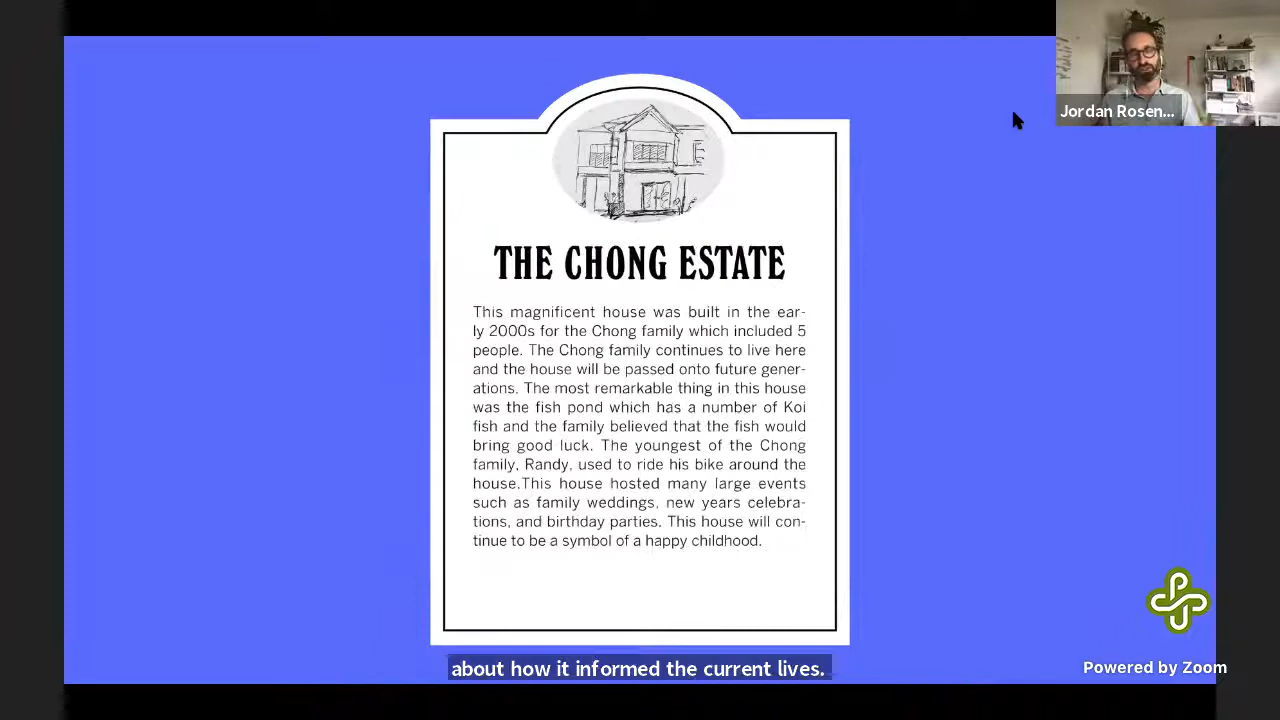 Jordan Rosen...
THE CHONG ESTATE
This magnificent house was built in the ear-
ly 2000s for the Chong family which included 5
people. The Chong family continues to live here
and the house will be passed onto future gener-
ations. The most remarkable thing in this house
was the fish pond which has a number of Koi
fish and the family believed that the fish would
bring good luck. The youngest of the Chong
family, Randy, used to ride his bike around the
house.This house hosted many large events
such as family weddings, new years celebra-
tions, and birthday parties. This house will con-
tinue to be a symbol of a happy childhood.
PSU
Powered by Zoom
about how it informed the current lives.